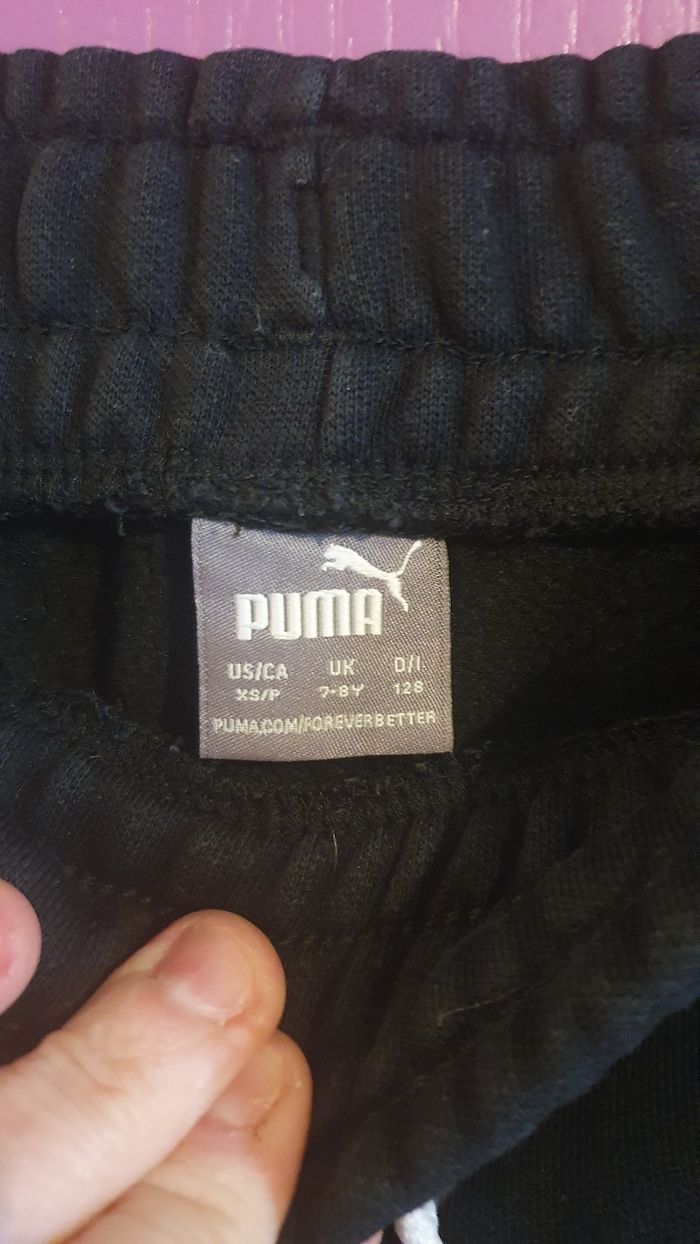 PUMA
US/CA UK D/I
XS/P 7-8Y 128
PUMA.COM/FOREVERBETTER